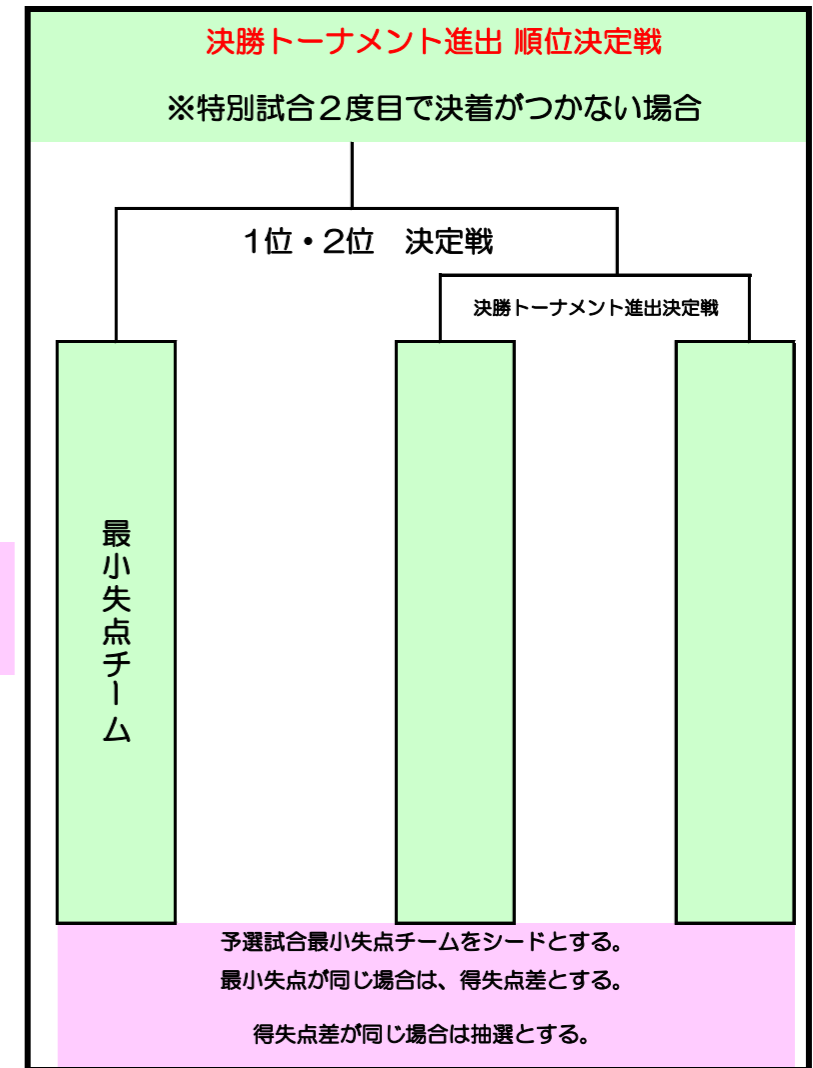 決勝トーナメント進出 順位決定戦
※特別試合２度目で決着がつかない場合
1位・2位　決定戦
決勝トーナメント進出決定戦
最小失点チーム
予選試合最小失点チームをシードとする。
最小失点が同じ場合は、得失点差とする。
得失点差が同じ場合は抽選とする。